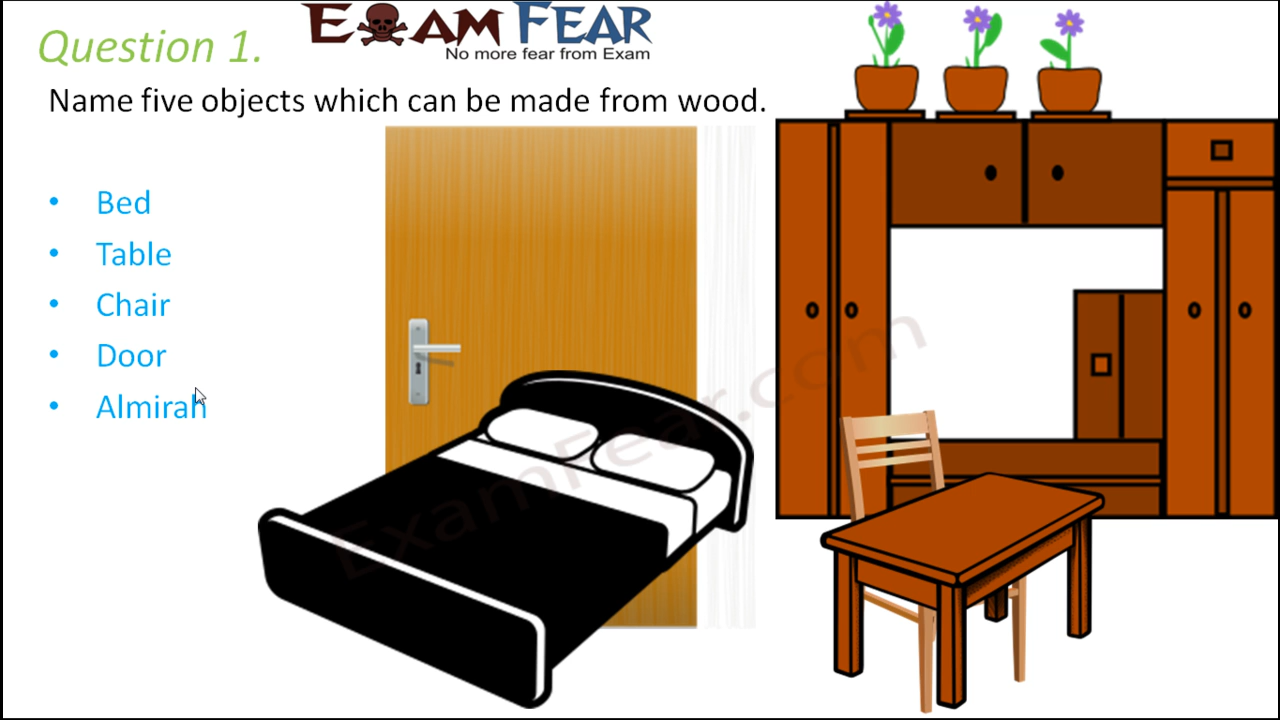 Question 1.
EXAM FEAR
No more fear from Exam
Name five objects which can be made from wood.
• Bed
• Table
• Chair
• Door
• Almirah
ExamFear.com